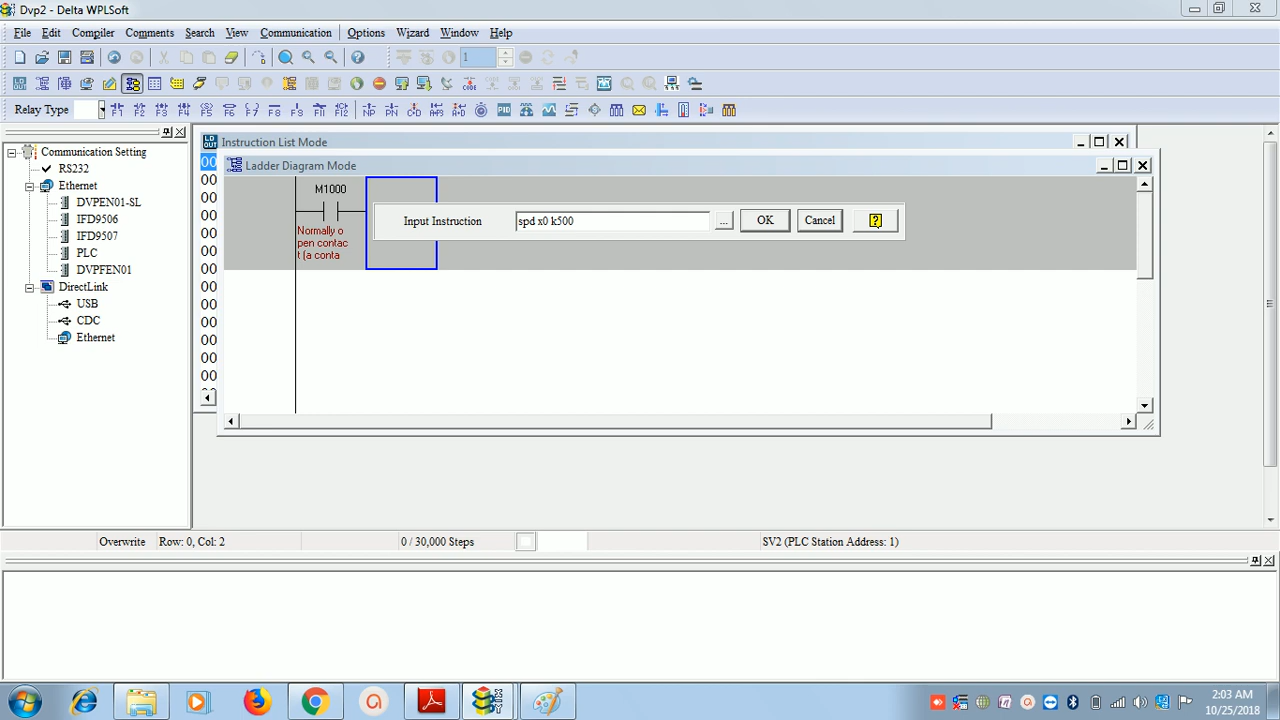 Dvp2 - Delta WPLSoft
File Edit Compiler Comments Search View Communication Options Wizard Window Help
1
Relay Type
Communication Setting
RS232
Ethernet
DVPEN01-SL
IFD9506
IFD9507
PLC
DVPFEN01
DirectLink
USB
CDC
Ethernet
Instruction List Mode
Ladder Diagram Mode
M1000
Normally o
pen contac
t (a conta
Input Instruction spd x0 k500 ... OK Cancel
Overwrite Row: 0, Col: 2 0 / 30,000 Steps SV2 (PLC Station Address: 1)
2:03 AM
10/25/2018